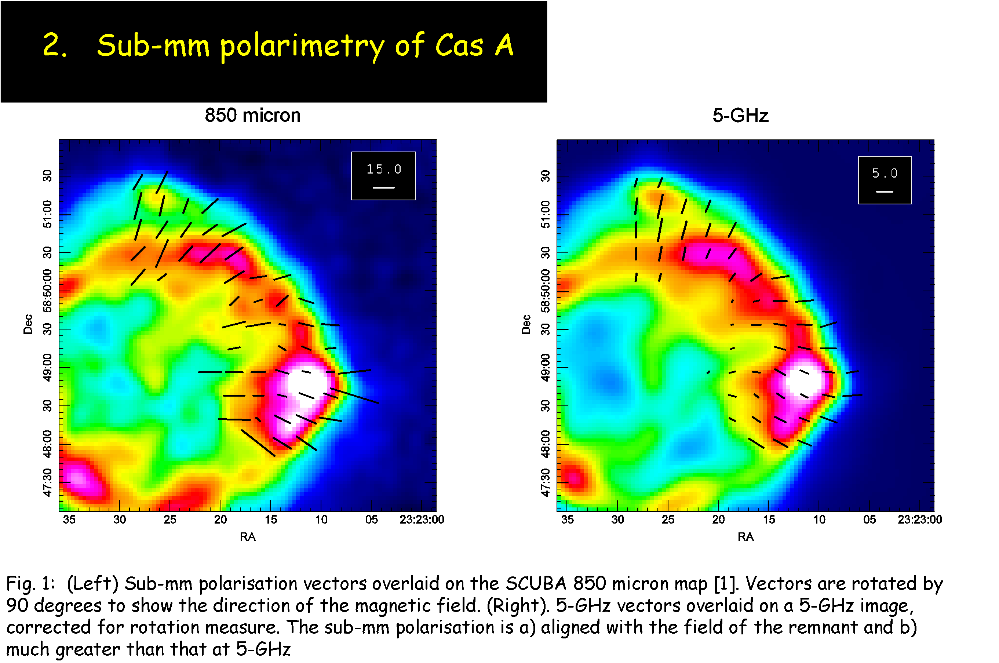 2. Sub-mm polarimetry of Cas A
850 micron
5-GHz
15.0
5.0
30
51:00
30
58:50:00
30
49:00
30
48:00
47:30
Dec
35 30 25 20 15 10 05 23:23:00
RA
30
51:00
30
58:50:00
30
49:00
30
48:00
47:30
Dec
35 30 25 20 15 10 05 23:23:00
RA
Fig. 1: (Left) Sub-mm polarisation vectors overlaid on the SCUBA 850 micron map [1]. Vectors are rotated by
90 degrees to show the direction of the magnetic field. (Right). 5-GHz vectors overlaid on a 5-GHz image,
corrected for rotation measure. The sub-mm polarisation is a) aligned with the field of the remnant and b)
much greater than that at 5-GHz